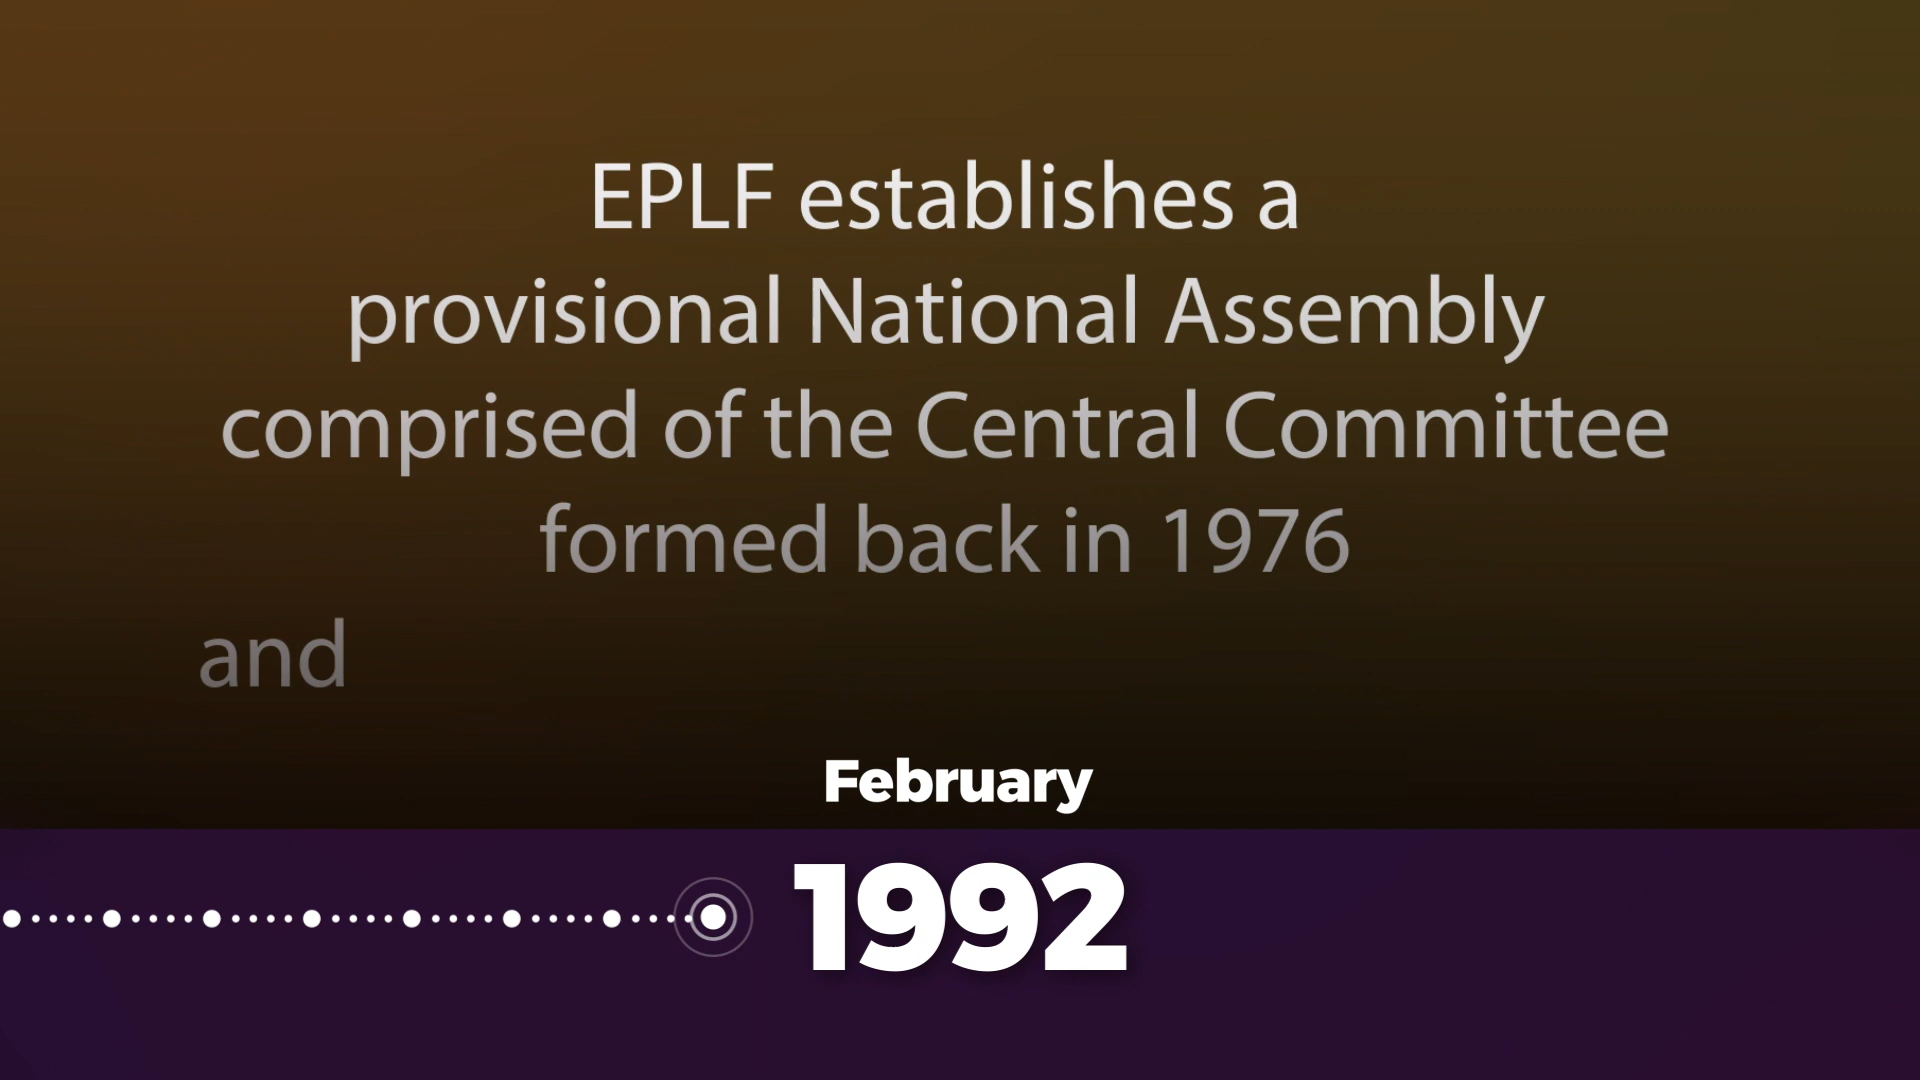 EPLF establishes a
provisional National Assembly
comprised of the Central Committee
formed back in 1976
and
February
1992